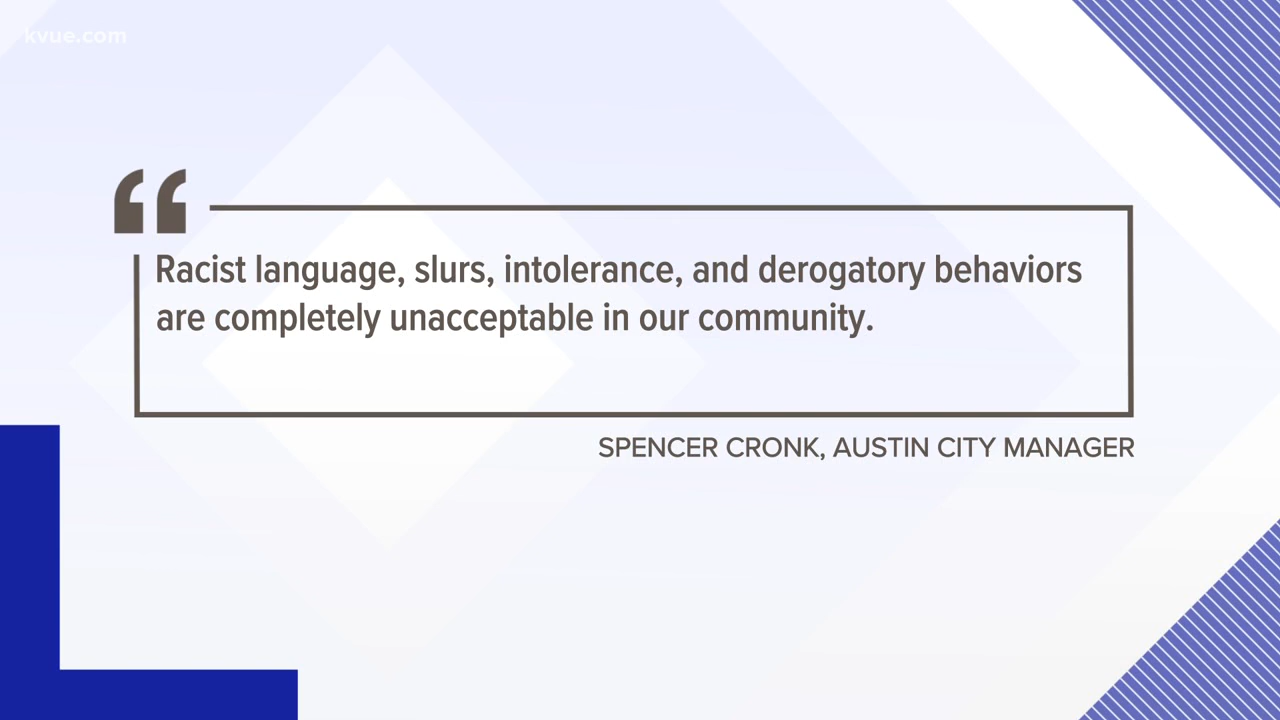 kvue.com
“
Racist language, slurs, intolerance, and derogatory behaviors
are completely unacceptable in our community.
SPENCER CRONK, AUSTIN CITY MANAGER